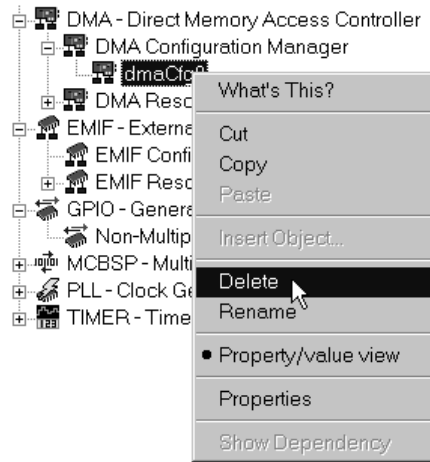 DMA - Direct Memory Access Controller
DMA Configuration Manager
dmaCfg0
DMA Reso
EMIF - Externa
EMIF Confi
EMIF Reso
GPIO - Genera
Non-Multip
MCBSP - Multi
PLL - Clock Ge
TIMER - Time
What's This?
Cut
Copy
Paste
Insert Object...
Delete
Rename
Property/value view
Properties
Show Dependency